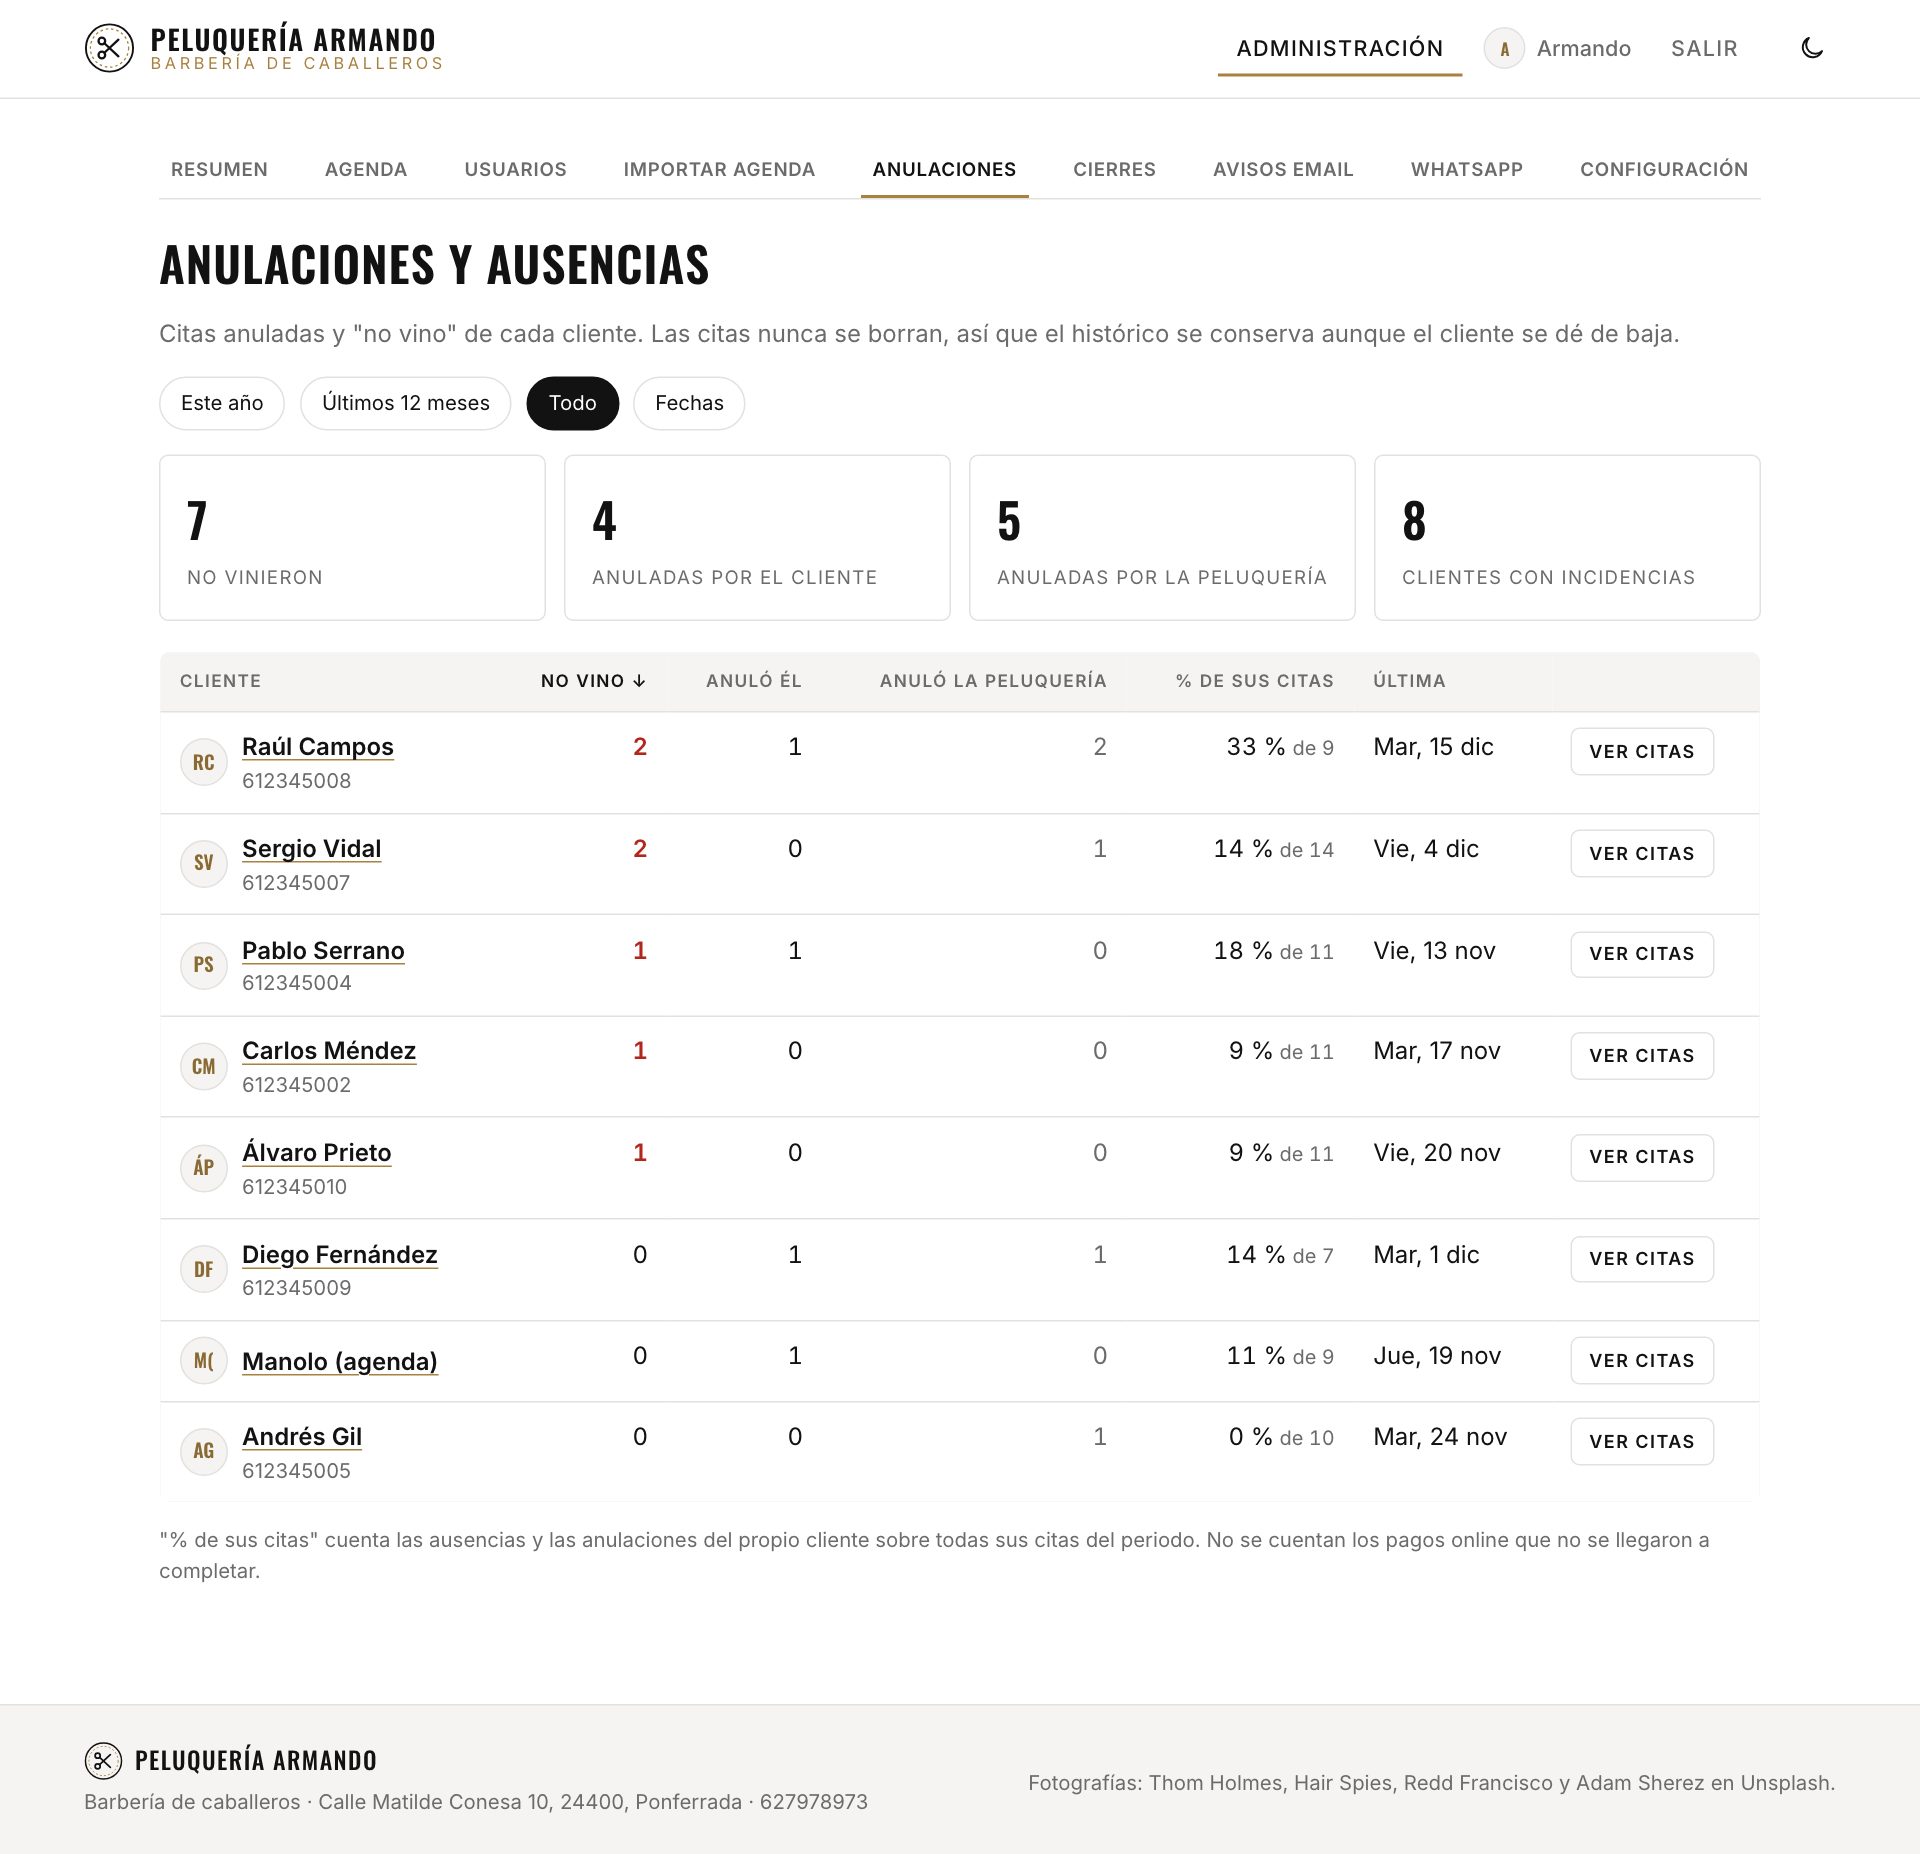 PELUQUERÍA ARMANDO
BARBERÍA DE CABALLEROS
ADMINISTRACIÓN
A Armando
SALIR
RESUMEN AGENDA USUARIOS IMPORTAR AGENDA ANULACIONES CIERRES AVISOS EMAIL WHATSAPP CONFIGURACIÓN
ANULACIONES Y AUSENCIAS
Citas anuladas y "no vino" de cada cliente. Las citas nunca se borran, así que el histórico se conserva aunque el cliente se dé de baja.
Este año Últimos 12 meses Todo Fechas
7
NO VINIERON
4
ANULADAS POR EL CLIENTE
5
ANULADAS POR LA PELUQUERÍA
8
CLIENTES CON INCIDENCIAS
CLIENTE NO VINO ↓ ANULÓ ÉL ANULÓ LA PELUQUERÍA % DE SUS CITAS ÚLTIMA
RC Raúl Campos 2 1 2 33 % de 9 Mar, 15 dic VER CITAS
612345008
SV Sergio Vidal 2 0 1 14 % de 14 Vie, 4 dic VER CITAS
612345007
PS Pablo Serrano 1 1 0 18 % de 11 Vie, 13 nov VER CITAS
612345004
CM Carlos Méndez 1 0 0 9 % de 11 Mar, 17 nov VER CITAS
612345002
ÁP Álvaro Prieto 1 0 0 9 % de 11 Vie, 20 nov VER CITAS
612345010
DF Diego Fernández 0 1 1 14 % de 7 Mar, 1 dic VER CITAS
612345009
M( Manolo (agenda) 0 1 0 11 % de 9 Jue, 19 nov VER CITAS
AG Andrés Gil 0 0 1 0 % de 10 Mar, 24 nov VER CITAS
612345005
"% de sus citas" cuenta las ausencias y las anulaciones del propio cliente sobre todas sus citas del periodo. No se cuentan los pagos online que no se llegaron a
completar.
PELUQUERÍA ARMANDO
Barbería de caballeros · Calle Matilde Conesa 10, 24400, Ponferrada · 627978973
Fotografías: Thom Holmes, Hair Spies, Redd Francisco y Adam Sherez en Unsplash.